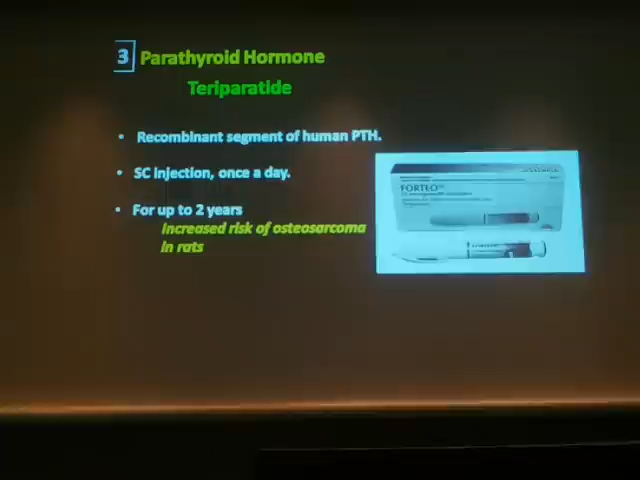 3 Parathyroid Hormone
Teriparatide
• Recombinant segment of human PTH.
• SC injection, once a day.
• For up to 2 years
Increased risk of osteosarcoma
in rats
FORTEO